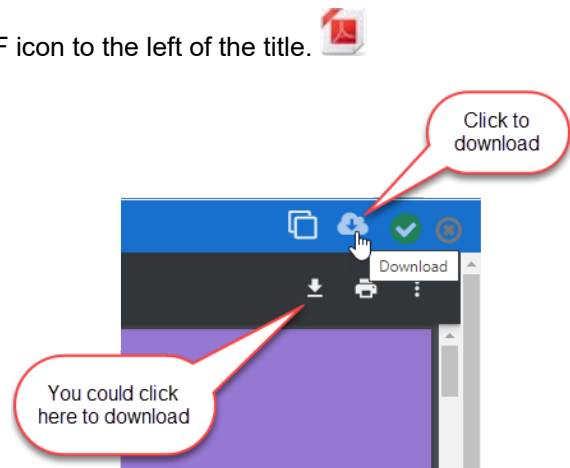 F icon to the left of the title.
Click to
download
Download
You could click
here to download